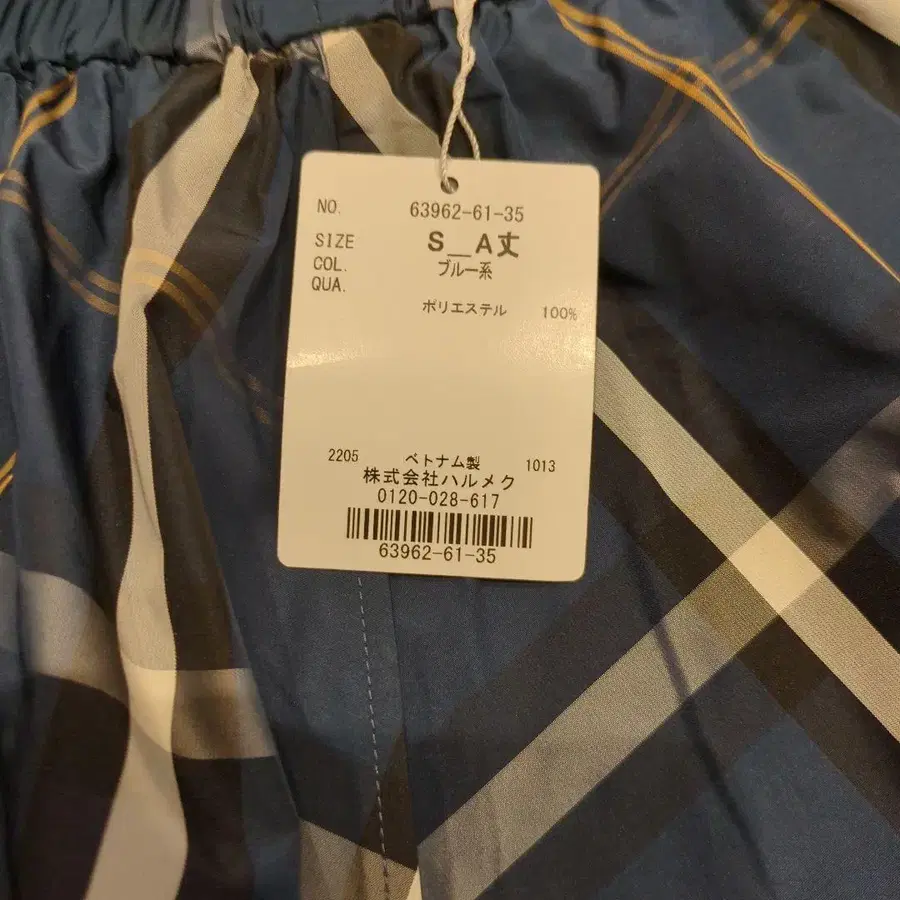 NO. 63962-61-35
SIZE S_A丈
COL. ブルー系
QUA.
ポリエステル 100%
2205 ベトナム製 1013
株式会社ハルメク
0120-028-617
63962-61-35